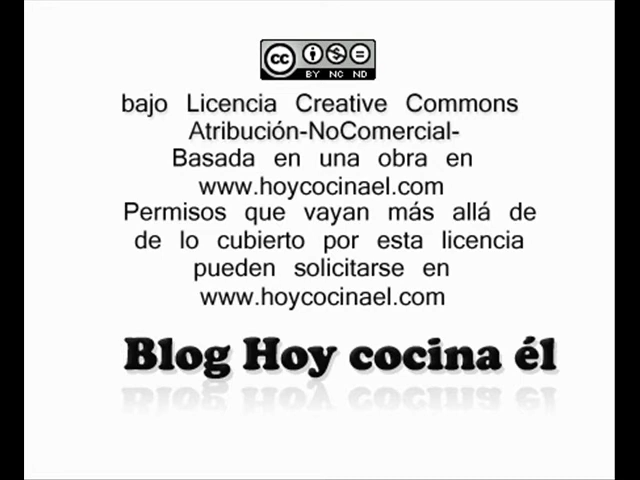 cc BY NC ND
bajo Licencia Creative Commons
Atribución-NoComercial-
Basada en una obra en
www.hoycocinael.com
Permisos que vayan más allá de
de lo cubierto por esta licencia
pueden solicitarse en
www.hoycocinael.com
Blog Hoy cocina él